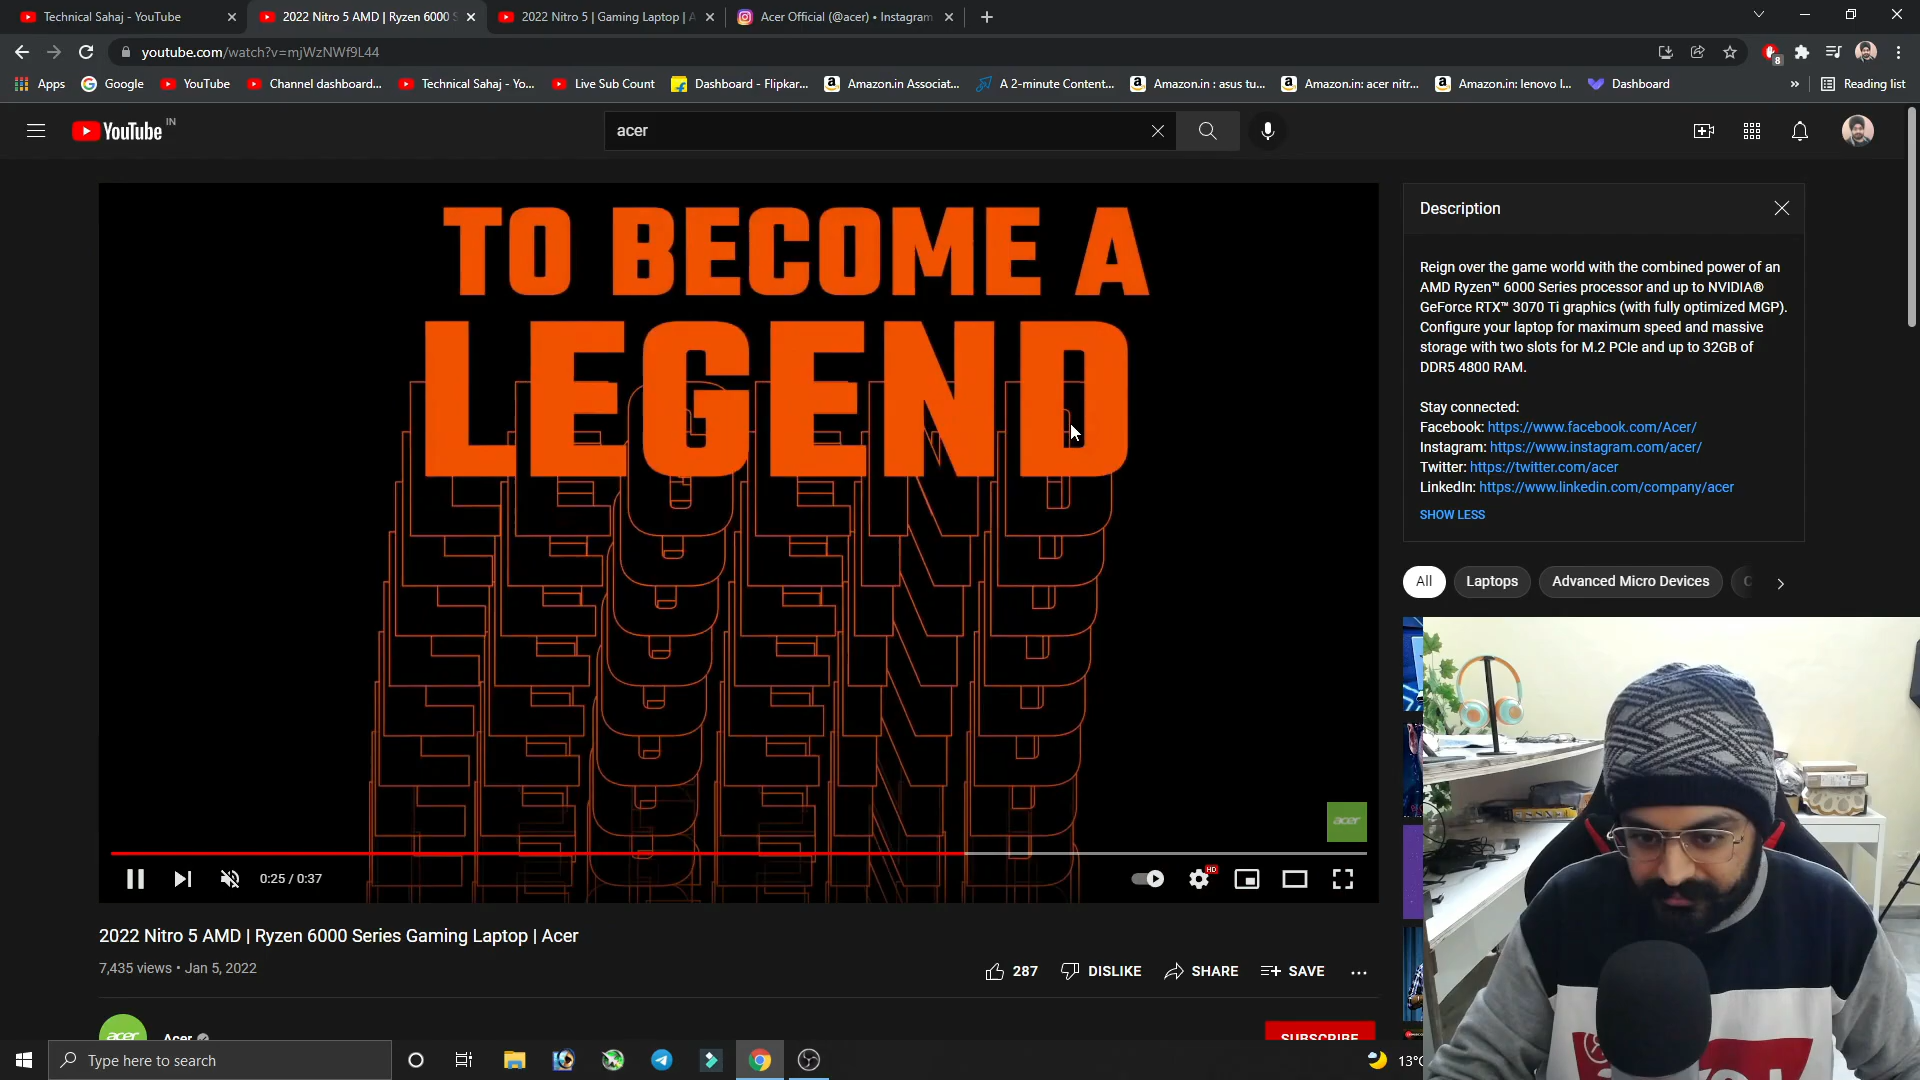 Technical Sahaj - YouTube
2022 Nitro 5 AMD | Ryzen 6000 S
2022 Nitro 5 | Gaming Laptop | A
Acer Official (@acer) • Instagram
youtube.com/watch?v=mjWzNWf9L44
8
Apps
Google
YouTube
Channel dashboard...
Technical Sahaj - Yo...
Live Sub Count
Dashboard - Flipkar...
Amazon.in Associat...
A 2-minute Content...
Amazon.in : asus tu...
Amazon.in: acer nitr...
Amazon.in: lenovo l...
Dashboard
Reading list
YouTube IN
acer
TO BECOME A
LEGEND
acer
0:25 / 0:37
HD
Description
Reign over the game world with the combined power of an
AMD Ryzen™ 6000 Series processor and up to NVIDIA®
GeForce RTX™ 3070 Ti graphics (with fully optimized MGP).
Configure your laptop for maximum speed and massive
storage with two slots for M.2 PCIe and up to 32GB of
DDR5 4800 RAM.
Stay connected:
Facebook: https://www.facebook.com/Acer/
Instagram: https://www.instagram.com/acer/
Twitter: https://twitter.com/acer
LinkedIn: https://www.linkedin.com/company/acer
SHOW LESS
All
Laptops
Advanced Micro Devices
2022 Nitro 5 AMD | Ryzen 6000 Series Gaming Laptop | Acer
7,435 views • Jan 5, 2022
287
DISLIKE
SHARE
SAVE
acer
Acer
SUBSCRIBE
Type here to search
13°C